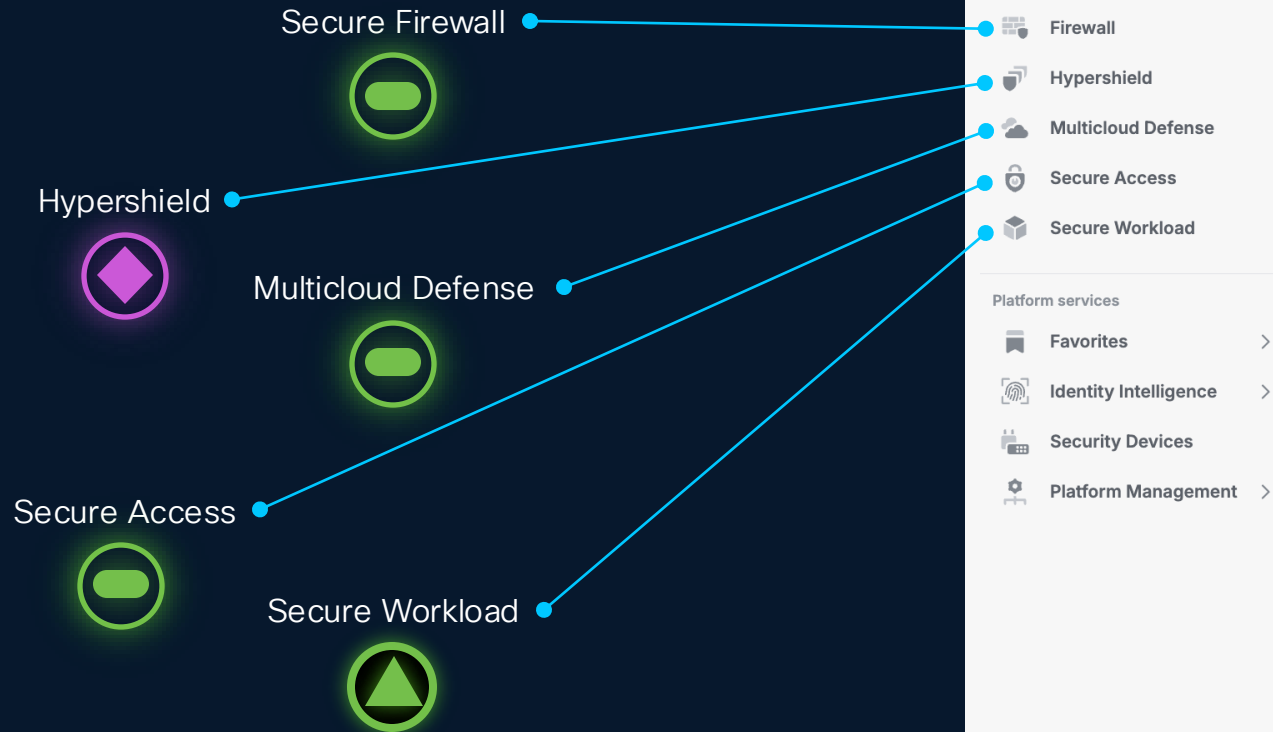 Secure Firewall
Hypershield
Multicloud Defense
Secure Access
Secure Workload
Firewall
Hypershield
Multicloud Defense
Secure Access
Secure Workload
Platform services
Favorites
Identity Intelligence
Security Devices
Platform Management